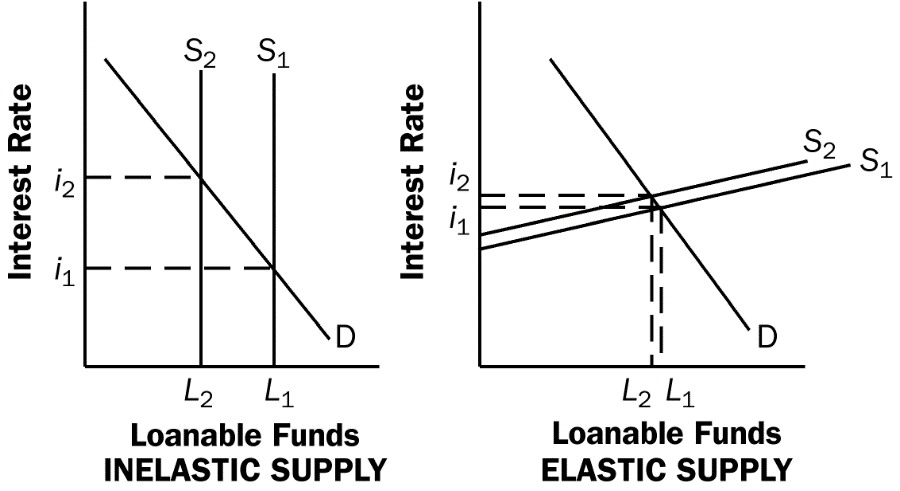 Interest Rate
S₂
S₁
i₂
i₁
D
L₂
L₁
Loanable Funds
INELASTIC SUPPLY
Interest Rate
S₂
S₁
i₂
i₁
D
L₂
L₁
Loanable Funds
ELASTIC SUPPLY